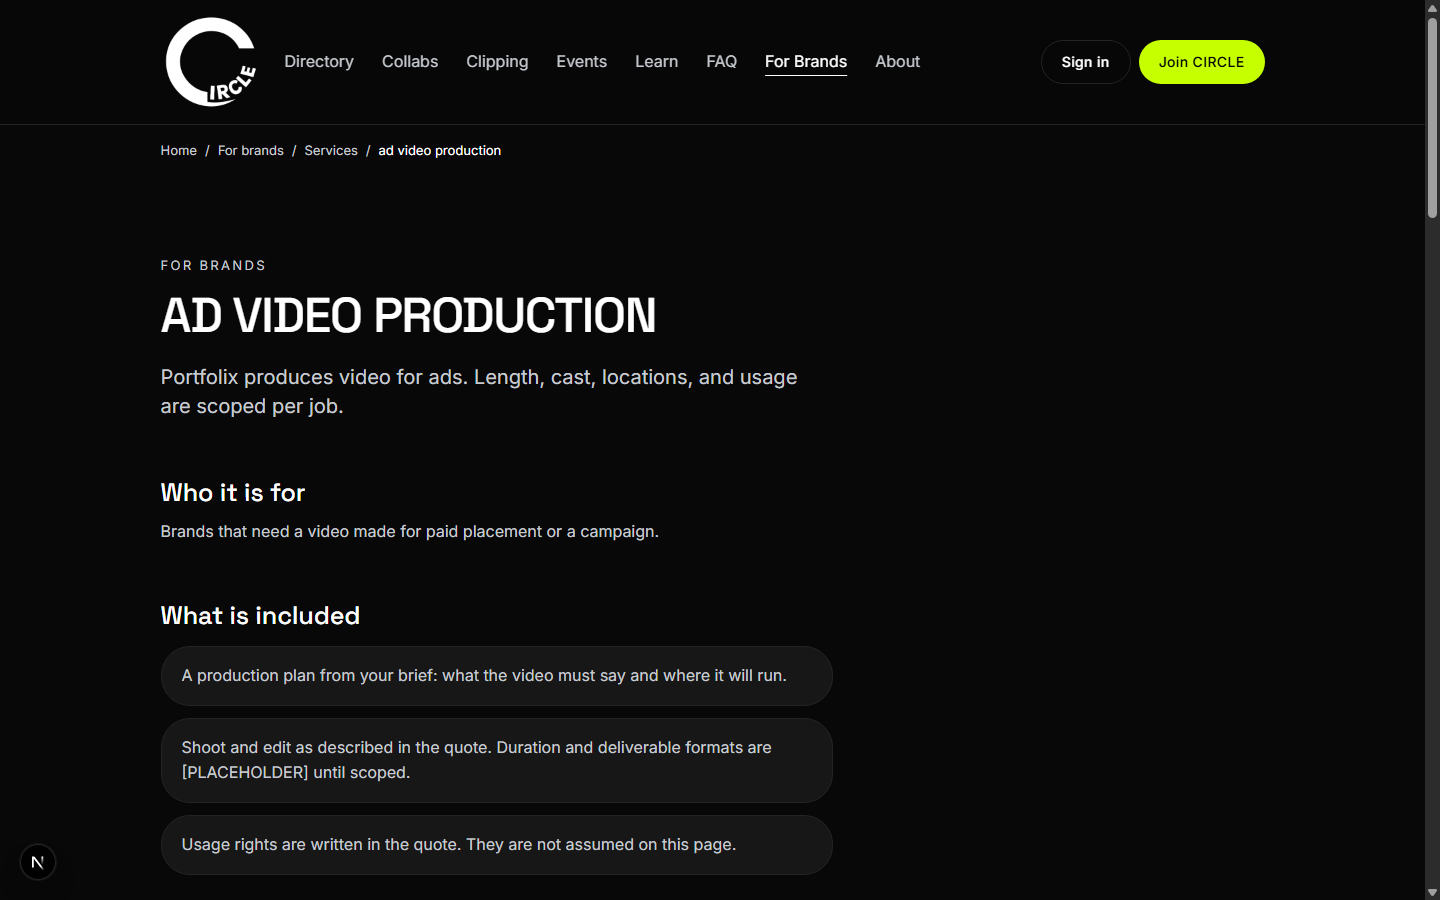 CIRCLE
Directory
Collabs
Clipping
Events
Learn
FAQ
For Brands
About
Sign in
Join CIRCLE
Home / For brands / Services / ad video production
FOR BRANDS
AD VIDEO PRODUCTION
Portfolix produces video for ads. Length, cast, locations, and usage
are scoped per job.
Who it is for
Brands that need a video made for paid placement or a campaign.
What is included
A production plan from your brief: what the video must say and where it will run.
Shoot and edit as described in the quote. Duration and deliverable formats are
[PLACEHOLDER] until scoped.
Usage rights are written in the quote. They are not assumed on this page.
N